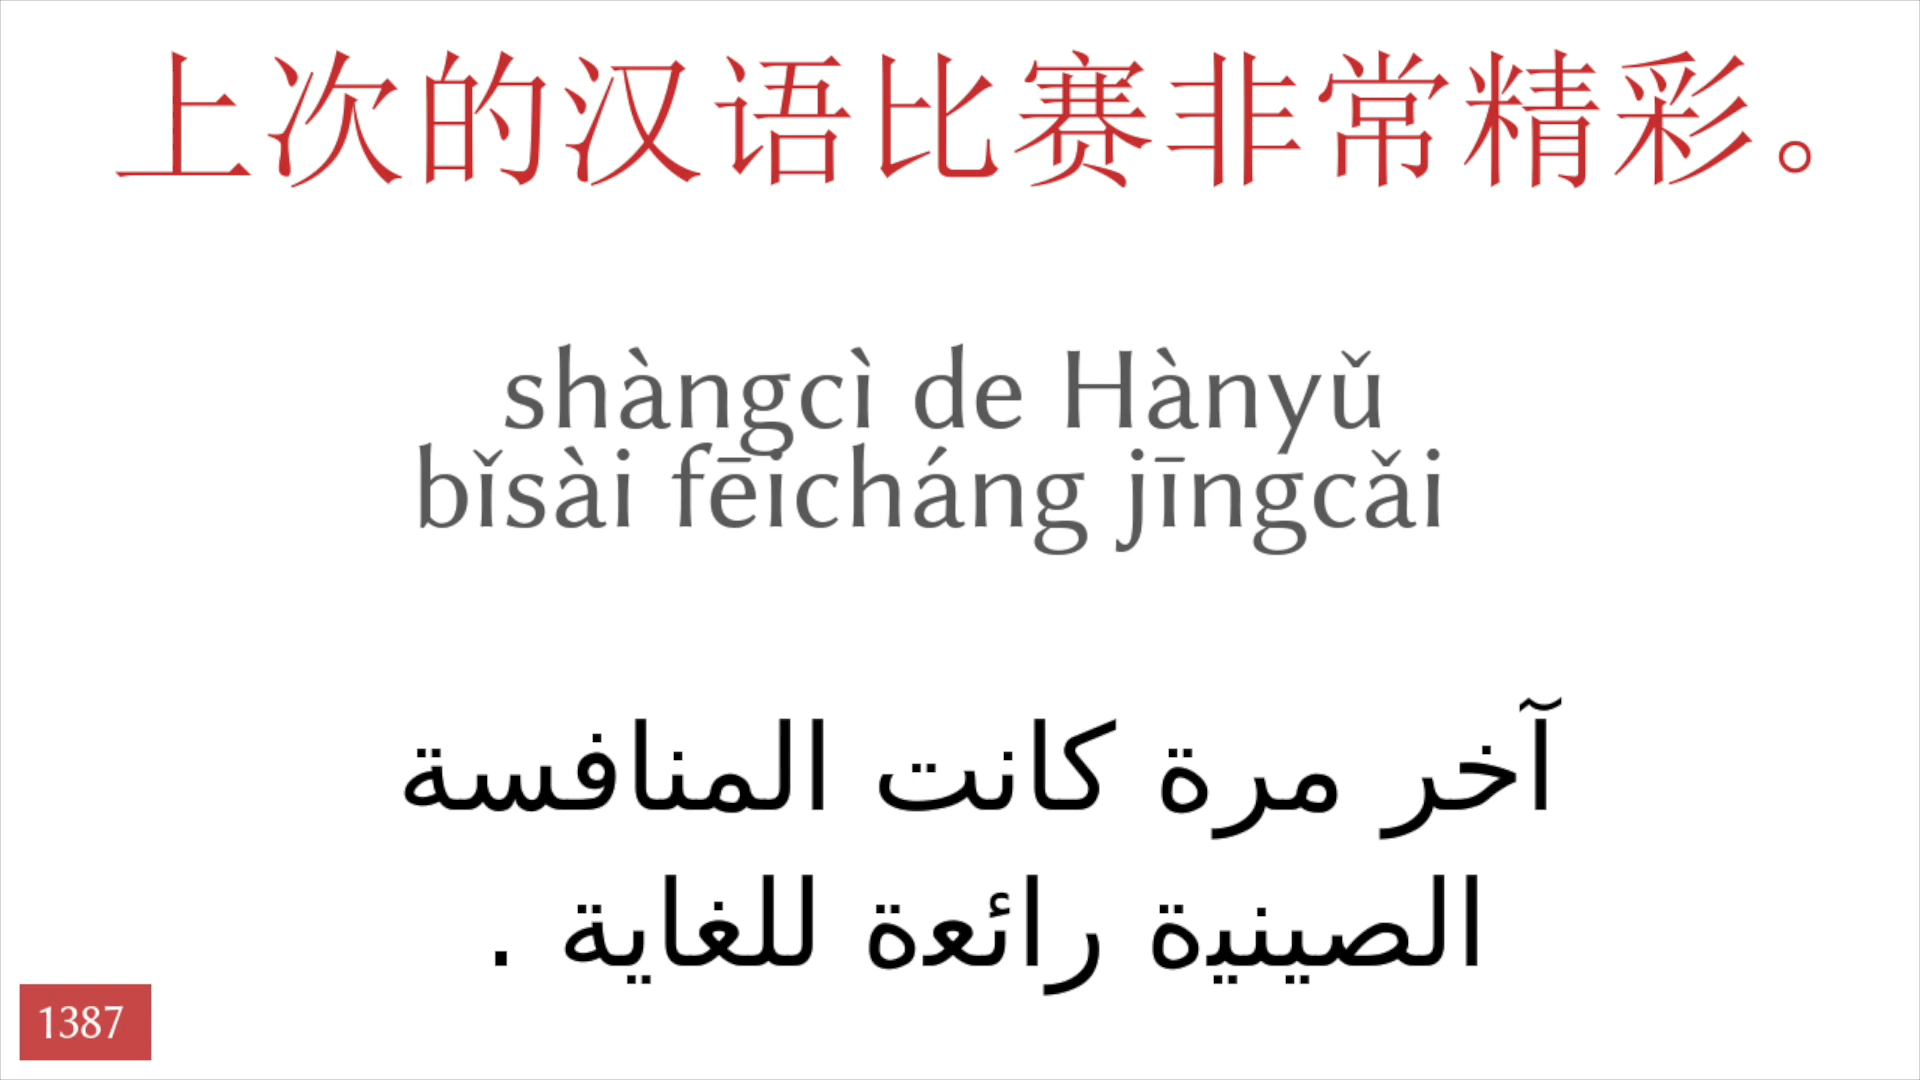 上次的汉语比赛非常精彩。
shàngcì de Hànyǔ
bǐsài fēicháng jīngcǎi
آخر مرة كانت المنافسة
الصينية رائعة للغاية .
1387